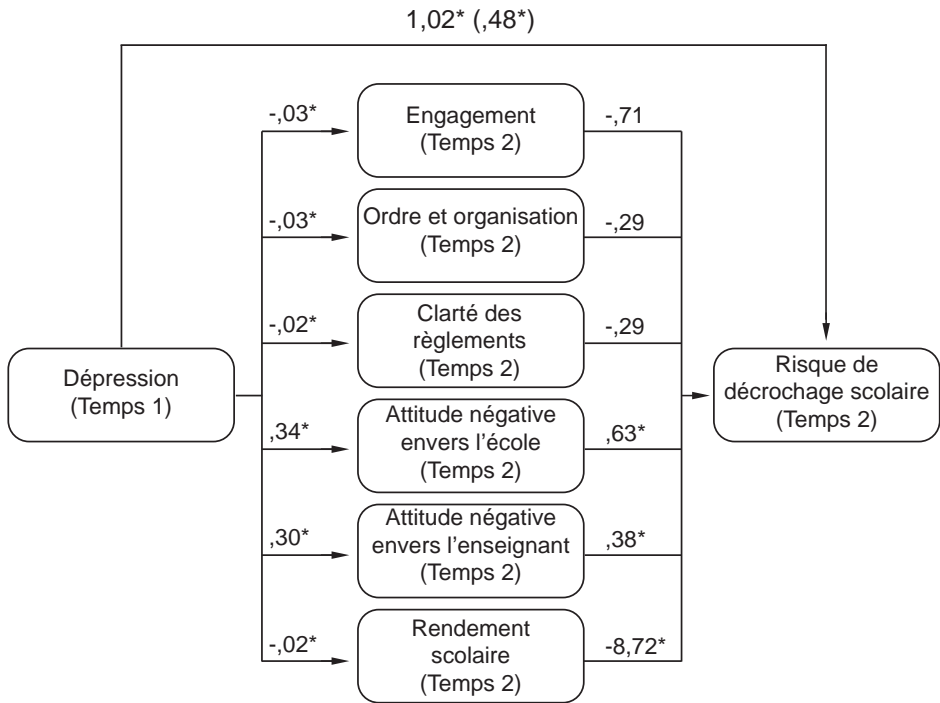 1,02* (,48*)
-,03*
Engagement
(Temps 2)
-,71
-,03*
Ordre et organisation
(Temps 2)
-,29
-,02*
Clarté des
règlements
(Temps 2)
-,29
Dépression
(Temps 1)
Risque de
décrochage scolaire
(Temps 2)
,34*
Attitude négative
envers l'école
(Temps 2)
,63*
,30*
Attitude négative
envers l'enseignant
(Temps 2)
,38*
-,02*
Rendement
scolaire
(Temps 2)
-8,72*